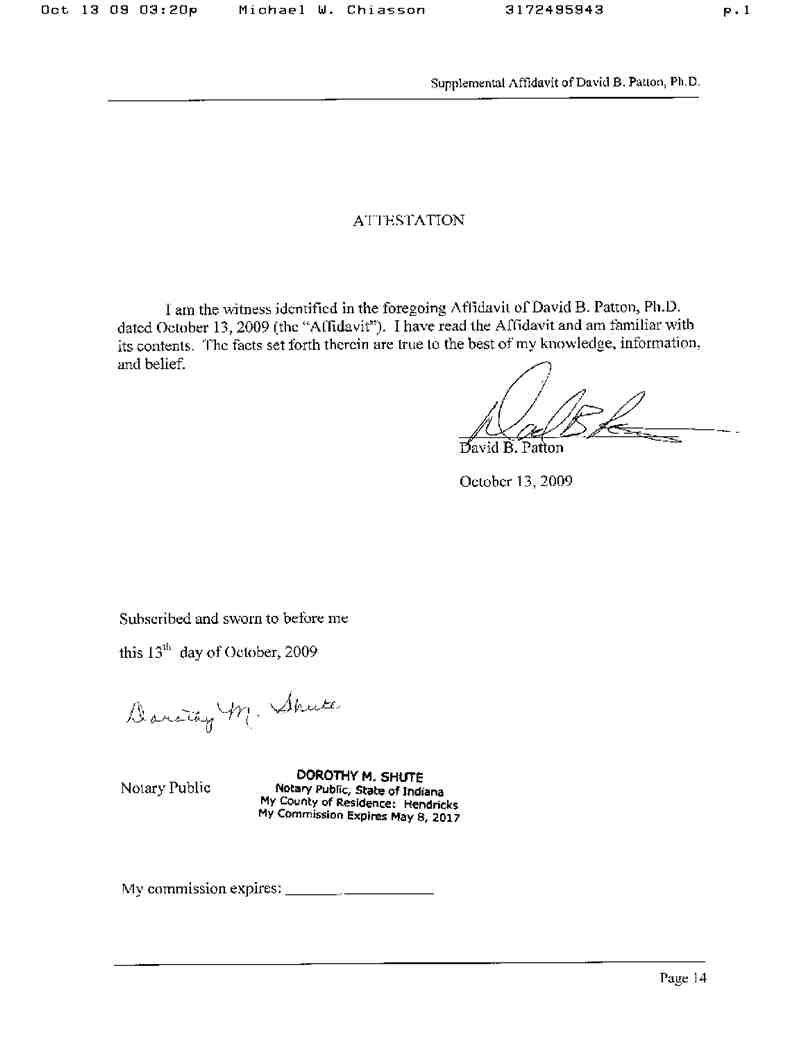 Oct 13 09 03:20p Michael W. Chiasson 3172495943 p.1
Supplemental Affidavit of David B. Patton, Ph.D.
ATTESTATION
I am the witness identified in the foregoing Affidavit of David B. Patton, Ph.D.
dated October 13, 2009 (the “Affidavit”). I have read the Affidavit and am familiar with
its contents. The facts set forth therein are true to the best of my knowledge, information,
and belief.
David B. Patton
October 13, 2009
Subscribed and sworn to before me
this 13th day of October, 2009
Dorothy M. Shute
Notary Public
DOROTHY M. SHUTE
Notary Public, State of Indiana
My County of Residence: Hendricks
My Commission Expires May 8, 2017
My commission expires:
Page 14